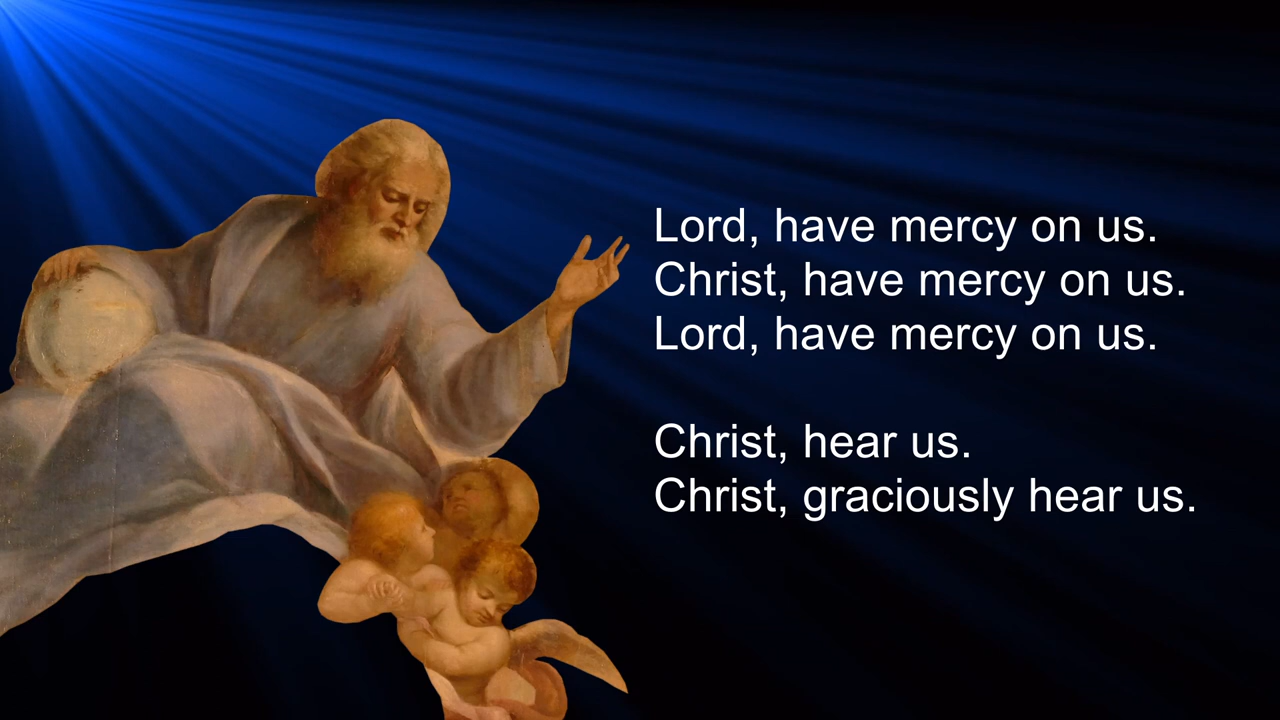 Lord, have mercy on us.
Christ, have mercy on us.
Lord, have mercy on us.
Christ, hear us.
Christ, graciously hear us.